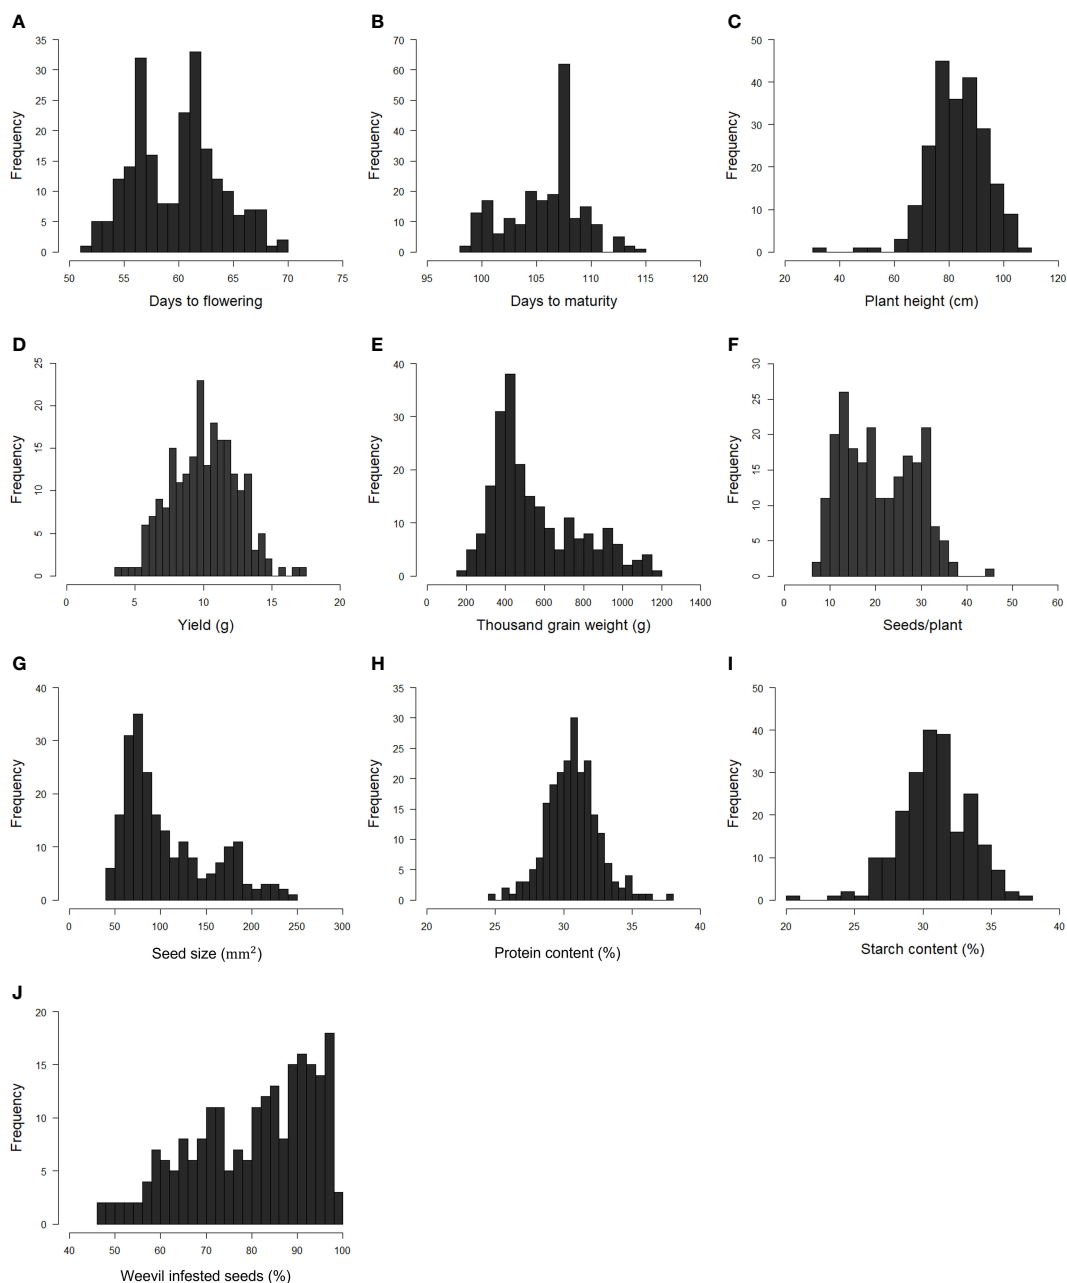 A
B
C
35
30
25
20
15
10
5
0
Frequency
50 55 60 65 70 75
Days to flowering
70
60
50
40
30
20
10
0
Frequency
95 100 105 110 115 120
Days to maturity
50
40
30
20
10
0
Frequency
20 40 60 80 100 120
Plant height (cm)
D
E
F
25
20
15
10
5
0
Frequency
0 5 10 15 20
Yield (g)
40
30
20
10
0
Frequency
0 200 400 600 800 1000 1200 1400
Thousand grain weight (g)
30
25
20
15
10
5
0
Frequency
0 10 20 30 40 50 60
Seeds/plant
G
H
I
40
30
20
10
0
Frequency
0 50 100 150 200 250 300
Seed size (mm²)
35
30
25
20
15
10
5
0
Frequency
20 25 30 35 40
Protein content (%)
50
40
30
20
10
0
Frequency
20 25 30 35 40
Starch content (%)
J
20
15
10
5
0
Frequency
40 50 60 70 80 90 100
Weevil infested seeds (%)